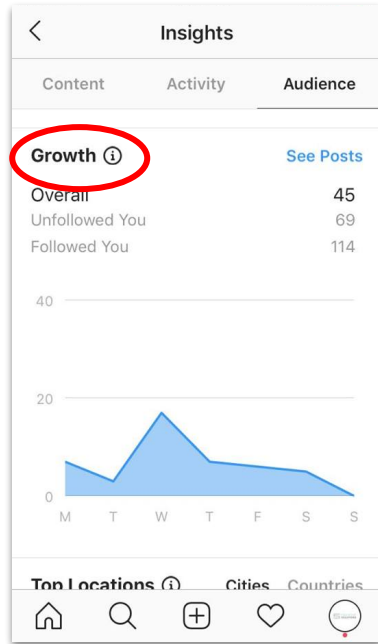 Insights
Content Activity Audience
Growth See Posts
Overall 45
Unfollowed You 69
Followed You 114
40
20
0
M T W T F S S
Top Locations Cities Countries